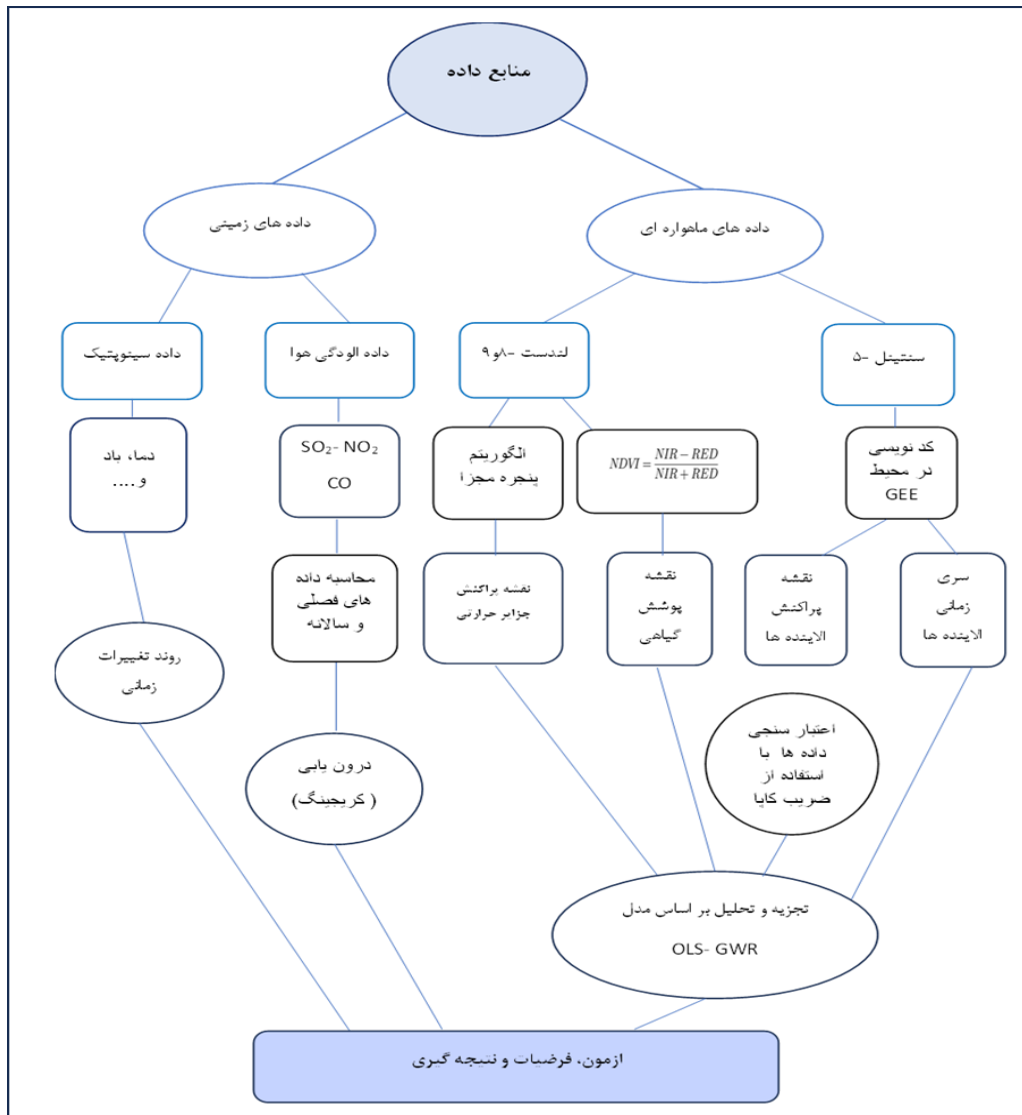 منابع داده
داده های زمینی
داده های ماهواره ای
داده سینوپتیک
داده الودگی هوا
لندست -۸و۹
سنتینل -۵
دما، باد
و....
SO₂- NO₂
CO
الگوریتم
پنجره مجزا
NDVI = (NIR – RED) / (NIR + RED)
کد نویسی
در محیط
GEE
محاسبه داده
های فصلی
و سالانه
نقشه پراکنش
جزایر حرارتی
نقشه
پوشش
گیاهی
نقشه
پراکنش
الاینده ها
سری
زمانی
الاینده ها
روند تغییرات
زمانی
درون یابی
(کریجینگ)
اعتبار سنجی
داده ها با
استفاده از
ضریب کاپا
تجزیه و تحلیل بر اساس مدل
OLS- GWR
ازمون، فرضیات و نتیجه گیری